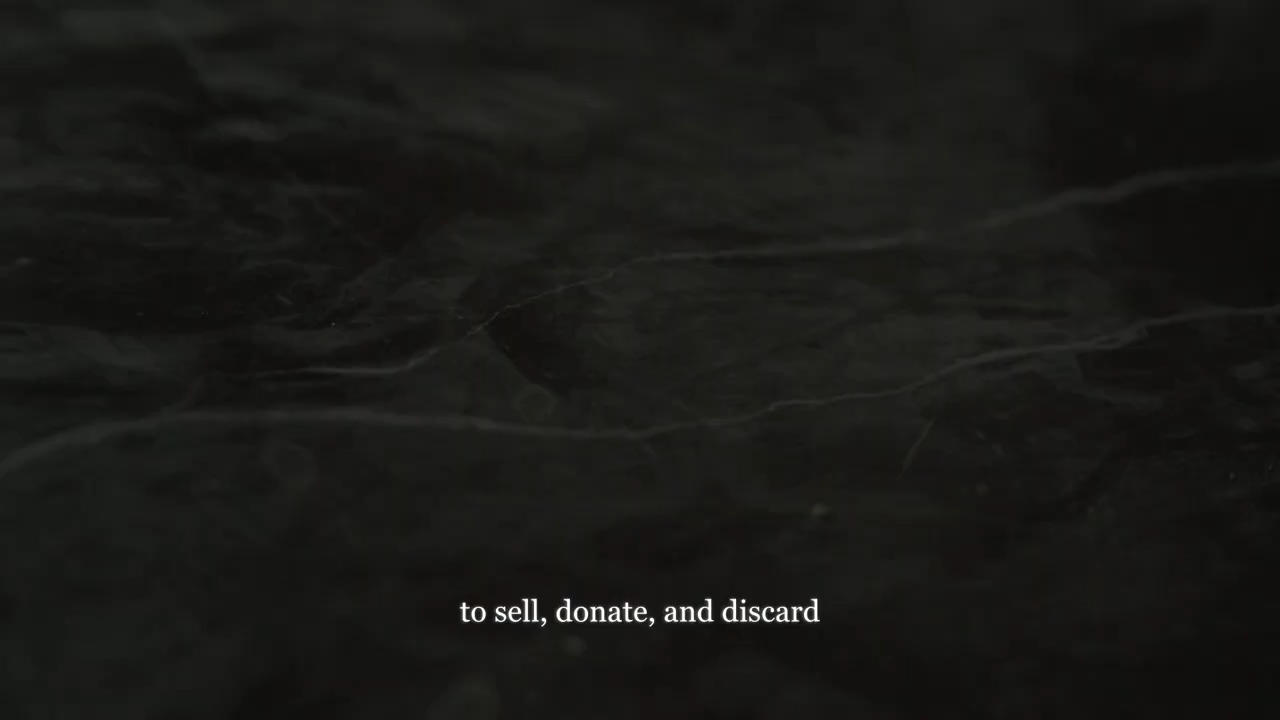 to sell, donate, and discard